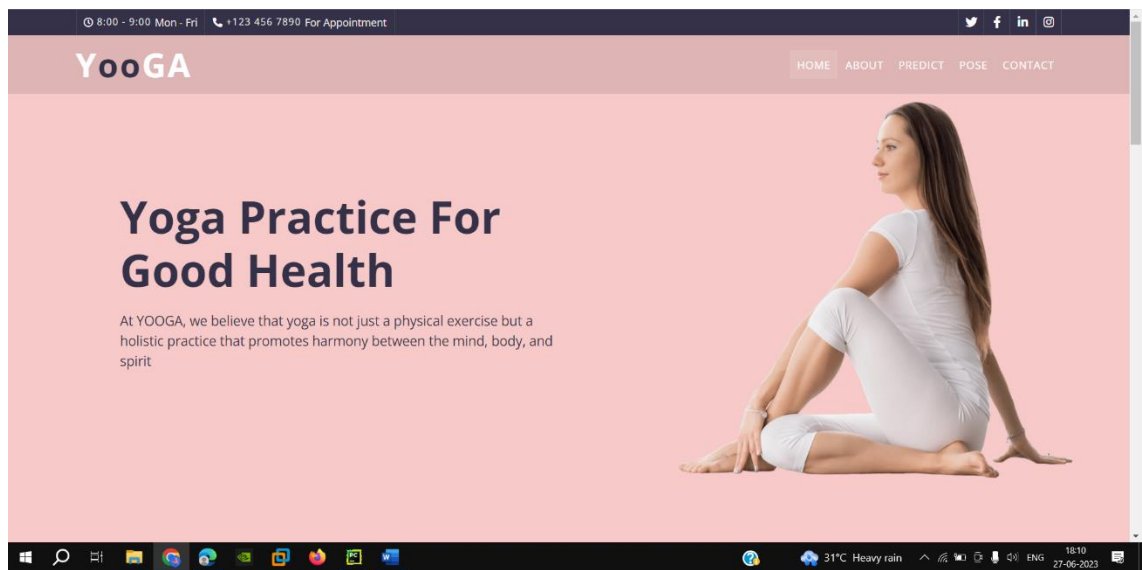 8:00 - 9:00 Mon - Fri +123 456 7890 For Appointment
YooGA
HOME ABOUT PREDICT POSE CONTACT
Yoga Practice For
Good Health
At YOOGA, we believe that yoga is not just a physical exercise but a
holistic practice that promotes harmony between the mind, body, and
spirit
31°C Heavy rain ENG 18:10
27-06-2023